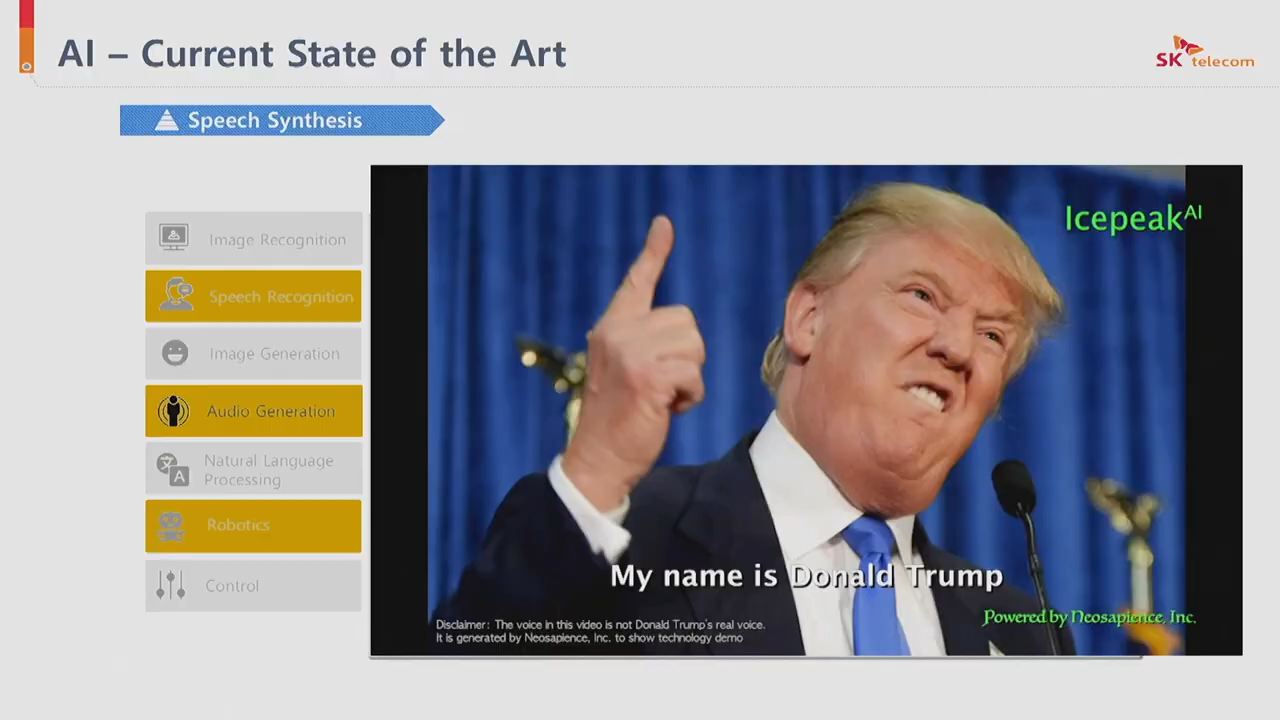 AI – Current State of the Art
SK telecom
Speech Synthesis
Image Recognition
Speech Recognition
Image Generation
Audio Generation
Natural Language
Processing
Robotics
Control
Icepeak AI
My name is Donald Trump
Disclaimer: The voice in this video is not Donald Trump's real voice.
It is generated by Neosapience, Inc. to show technology demo
Powered by Neosapience, Inc.